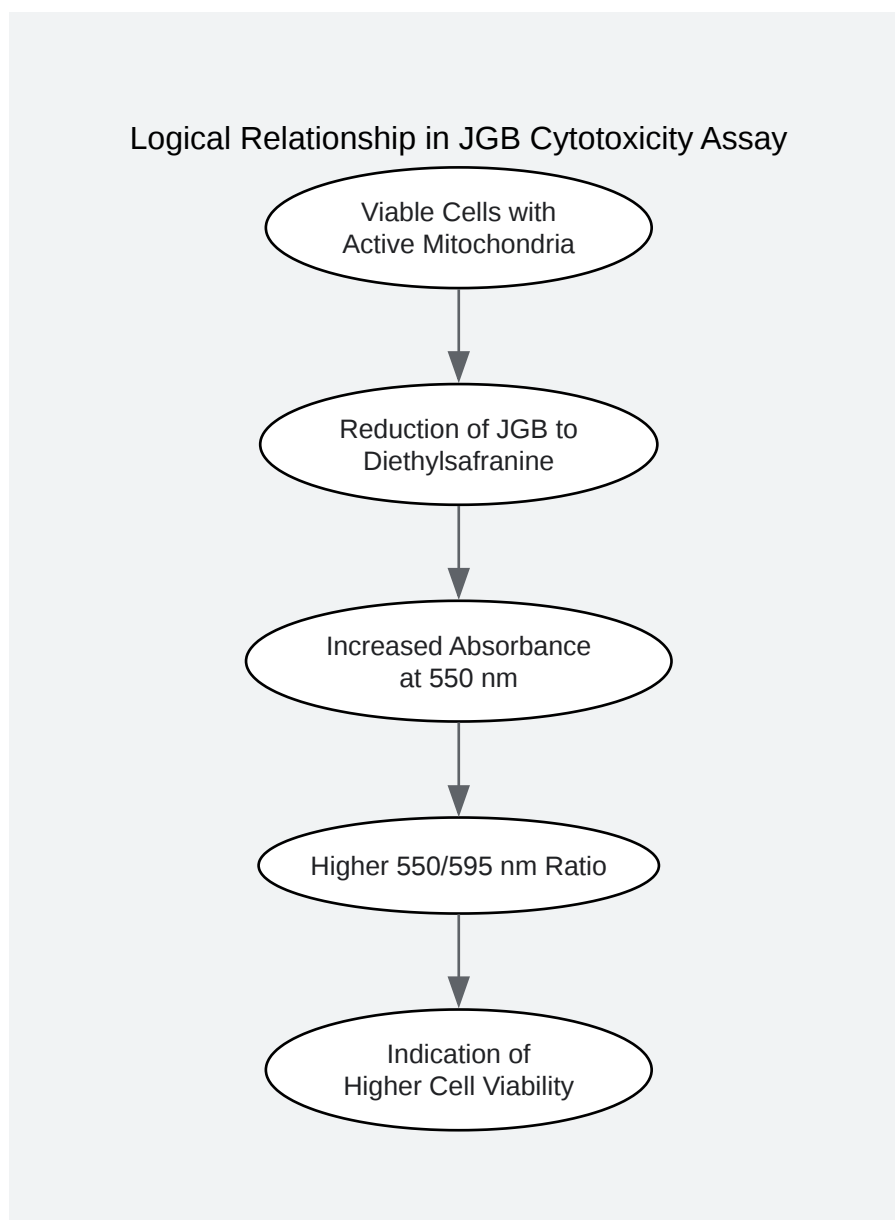 Logical Relationship in JGB Cytotoxicity Assay
Viable Cells with
Active Mitochondria
Reduction of JGB to
Diethylsafranine
Increased Absorbance
at 550 nm
Higher 550/595 nm Ratio
Indication of
Higher Cell Viability